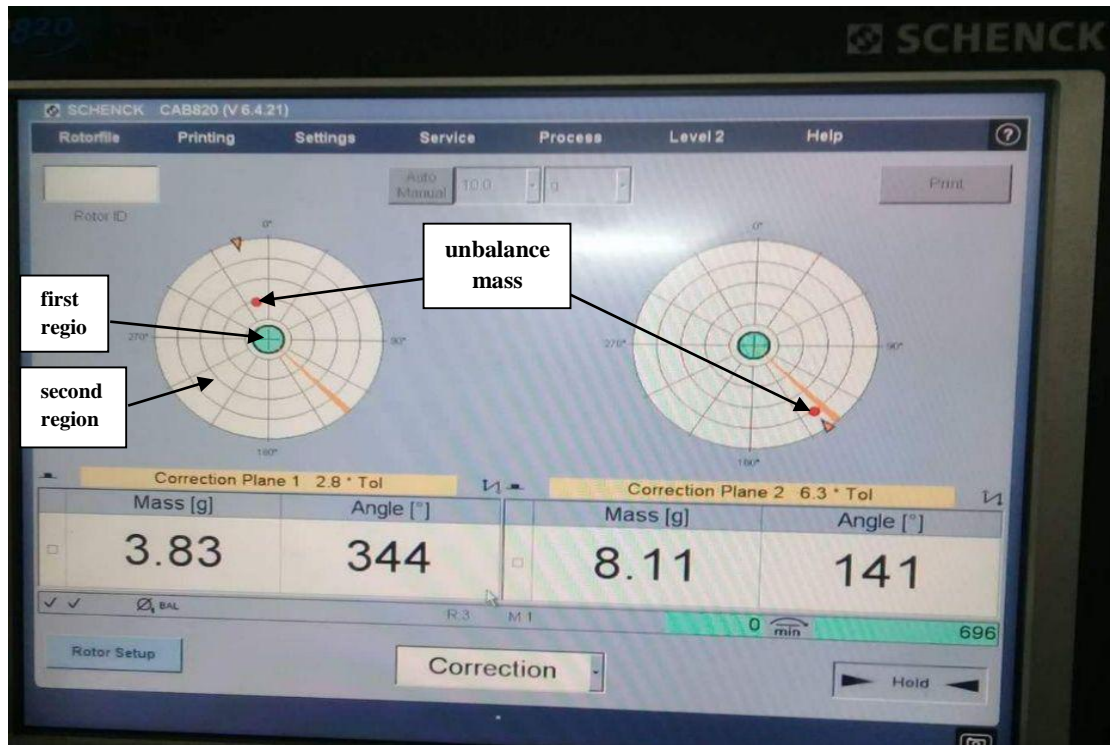 820
SCHENCK
SCHENCK CAB820 (V 6.4.21)
Rotorfile Printing Settings Service Process Level 2 Help ?
Auto
Manual 10.0 g
Print
Rotor ID
0°
90°
180°
270°
0°
90°
180°
270°
unbalance
mass
first
regio
second
region
Correction Plane 1 2.8 * Tol
Mass [g] Angle [°]
3.83 344
Correction Plane 2 6.3 * Tol
Mass [g] Angle [°]
8.11 141
BAL
R.3 M 1 0 min 696
Rotor Setup
Correction
Hold